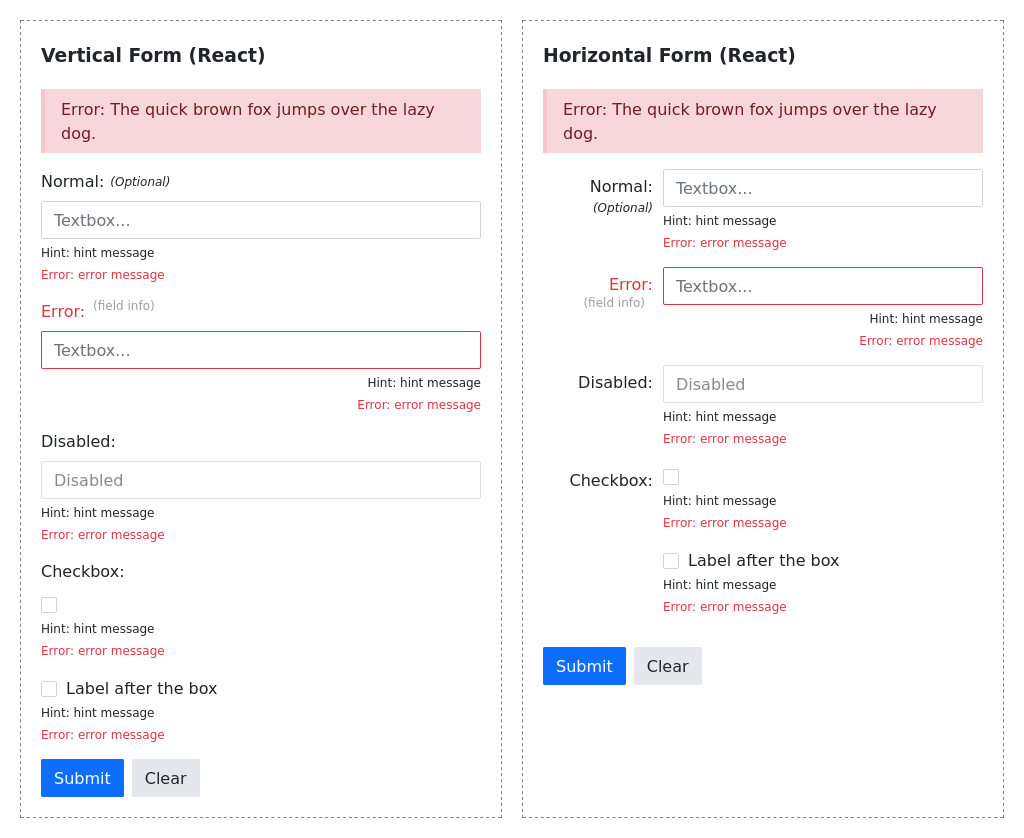 Vertical Form (React)
Error: The quick brown fox jumps over the lazy
dog.
Normal: (Optional)
Textbox...
Hint: hint message
Error: error message
Error: (field info)
Textbox...
Hint: hint message
Error: error message
Disabled:
Disabled
Hint: hint message
Error: error message
Checkbox:
Hint: hint message
Error: error message
Label after the box
Hint: hint message
Error: error message
Submit Clear
Horizontal Form (React)
Error: The quick brown fox jumps over the lazy
dog.
Normal: Textbox...
(Optional) Hint: hint message
Error: error message
Error: Textbox...
(field info)
Hint: hint message
Error: error message
Disabled: Disabled
Hint: hint message
Error: error message
Checkbox:
Hint: hint message
Error: error message
Label after the box
Hint: hint message
Error: error message
Submit Clear